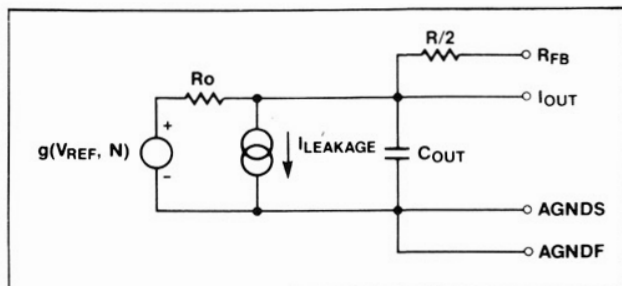 R/2
RFB
Ro
IOUT
+
g(VREF, N)
ILEAKAGE
COUT
-
AGNDS
AGNDF